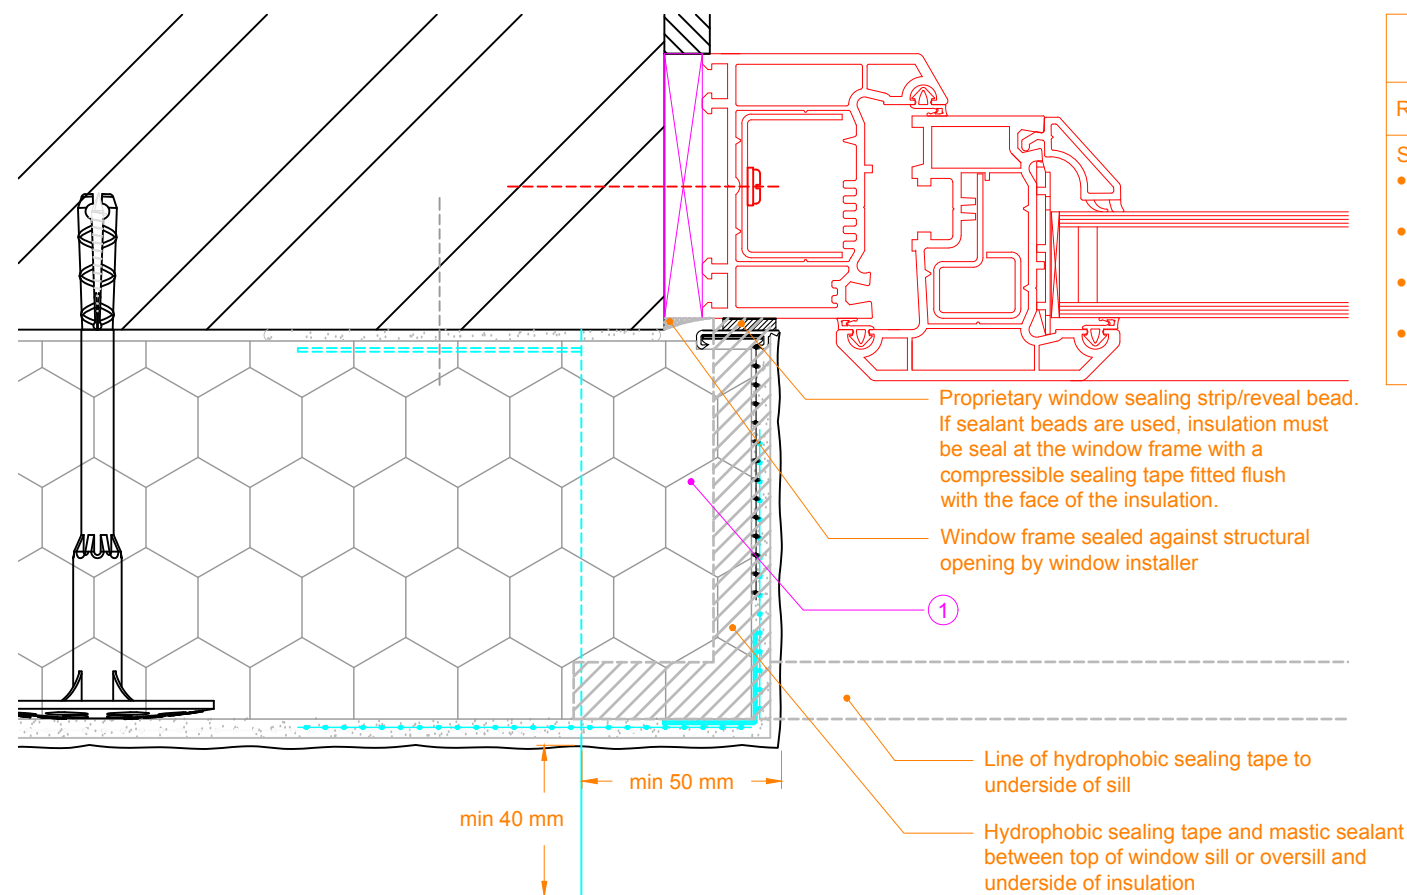 R
S
Proprietary window sealing strip/reveal bead.
If sealant beads are used, insulation must
be seal at the window frame with a
compressible sealing tape fitted flush
with the face of the insulation.
Window frame sealed against structural
opening by window installer
1
Line of hydrophobic sealing tape to
underside of sill
min 50 mm
min 40 mm
Hydrophobic sealing tape and mastic sealant
between top of window sill or oversill and
underside of insulation